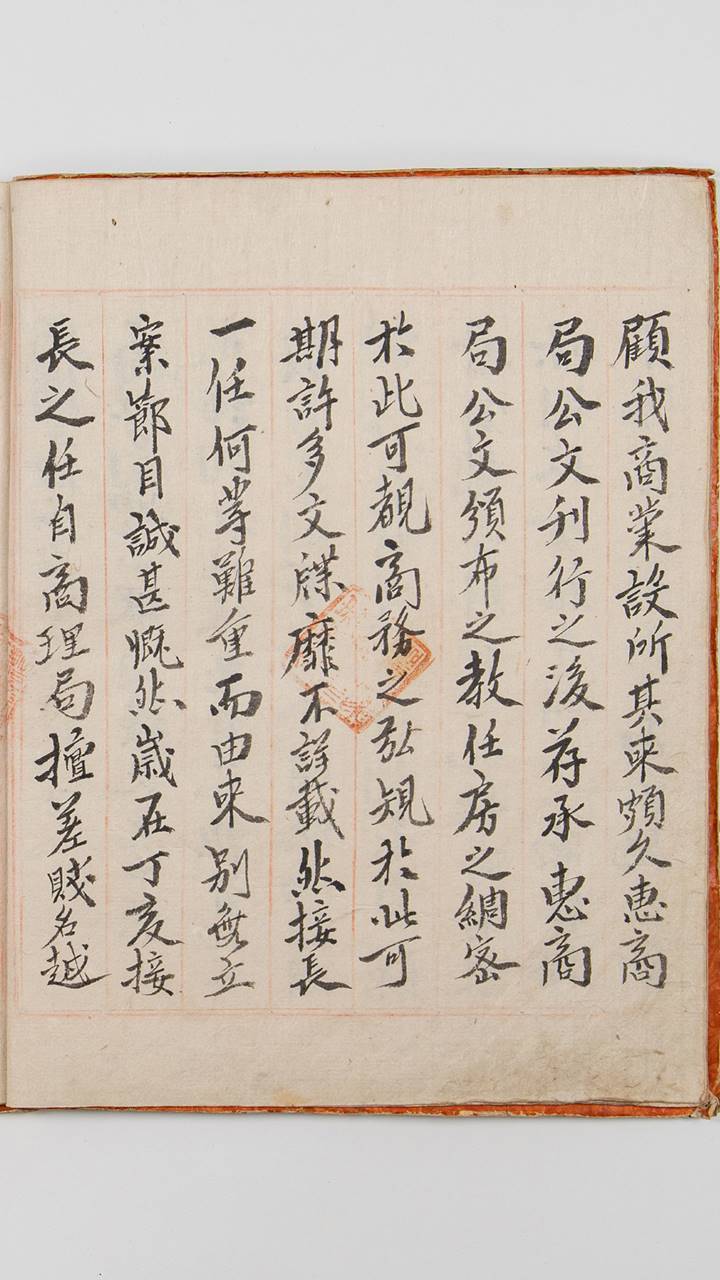 顧我商業設所其来頗久惠商
局公文刊行之後荐承惠商
局公文頒布之教任房之綢密
於此可覩商務之弘規於此可
期許多文牒靡不詳載然接長
一任何等難重而由来別無立
案節目誠甚慨然歲在丁亥接
長之任自商理局擅差賤名越